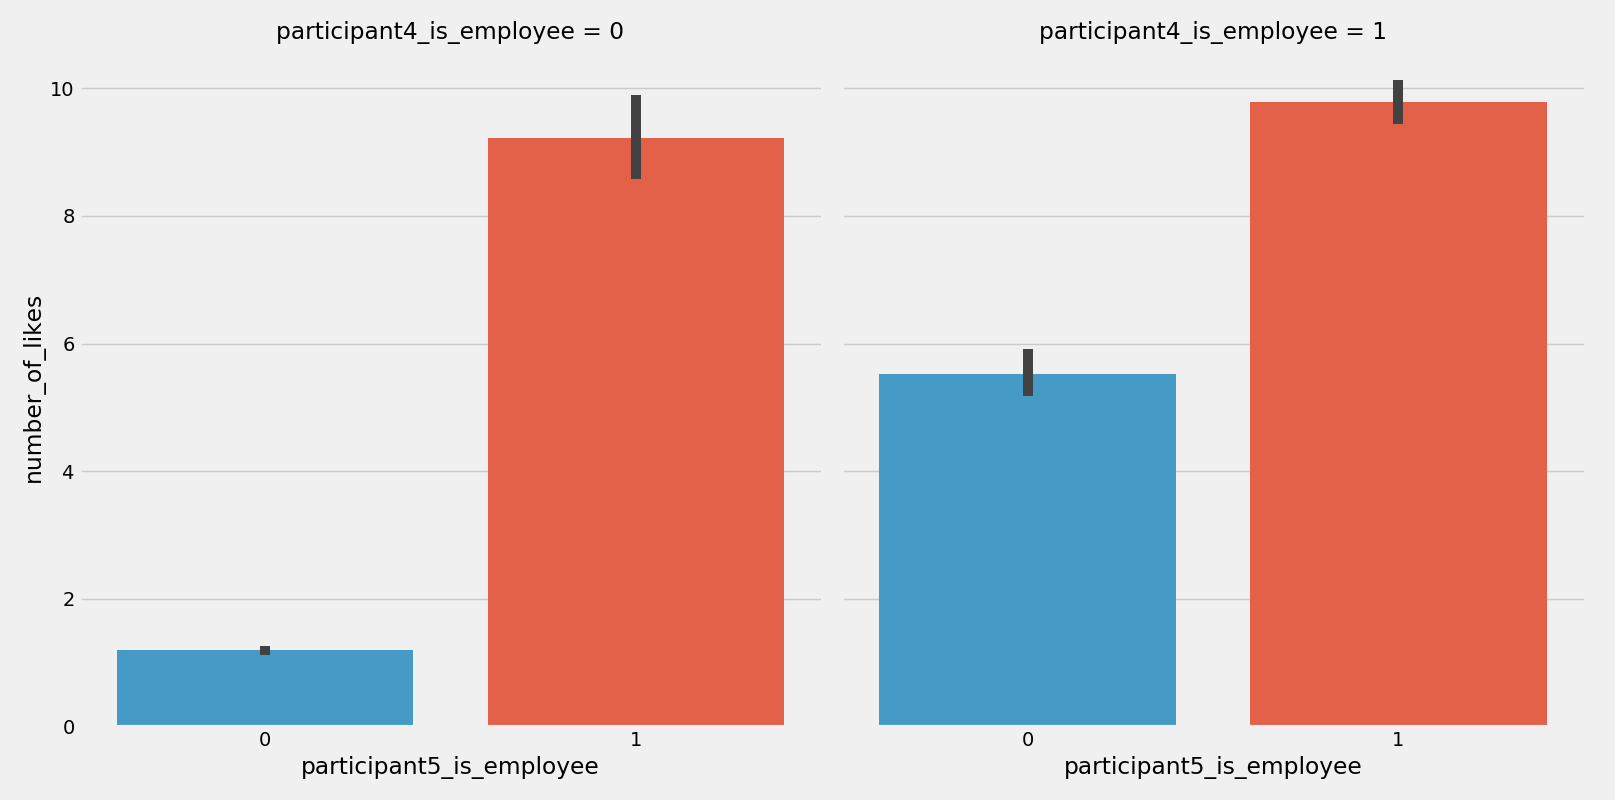 participant4_is_employee = 0
participant4_is_employee = 1
number_of_likes
10
8
6
4
2
0
0
1
0
1
participant5_is_employee
participant5_is_employee